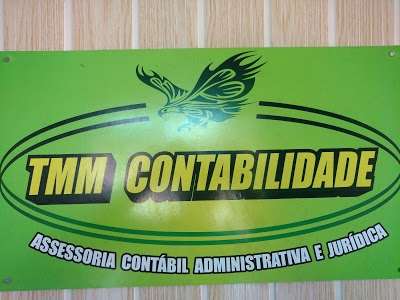 TMM CONTABILIDADE
ASSESSORIA CONTÁBIL ADMINISTRATIVA E JURÍDICA